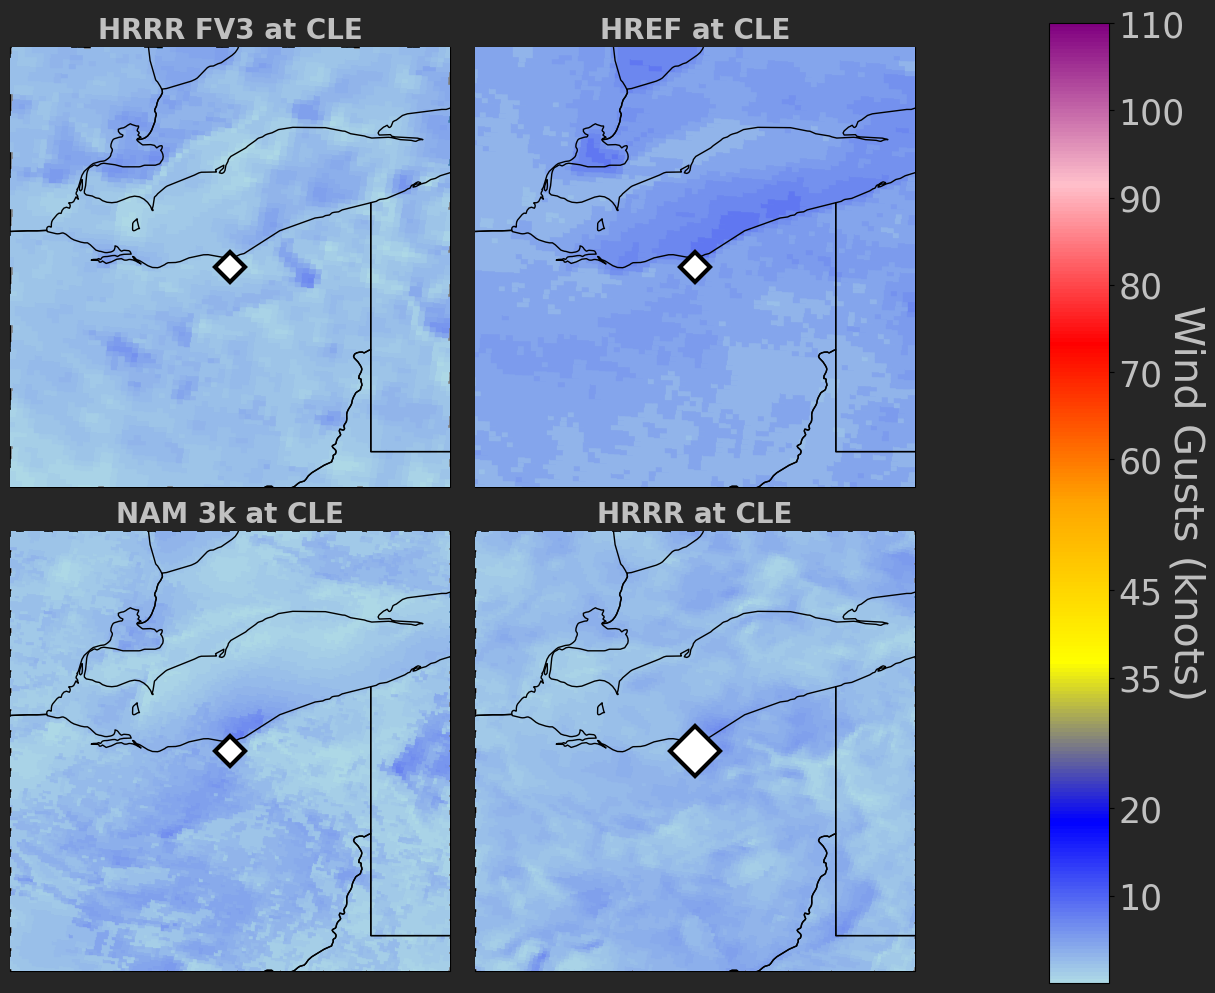 HRRR FV3 at CLE
HREF at CLE
NAM 3k at CLE
HRRR at CLE
110
100
90
80
70
60
45
35
20
10
Wind Gusts (knots)